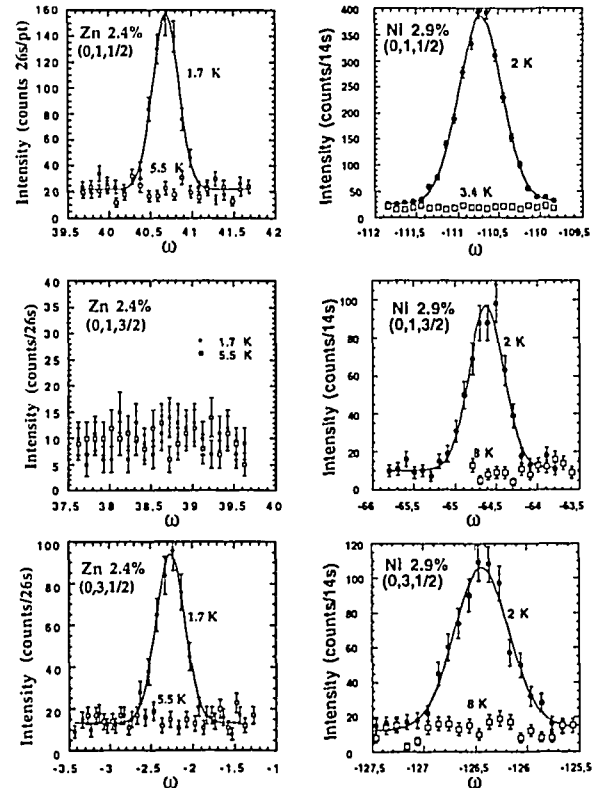 Zn 2.4%
(0,1,1/2)
1.7 K
5.5 K
Intensity (counts 26s/pt)
160
140
120
100
80
60
40
20
0
39.5 40 40.5 41 41.5 42
ω
Ni 2.9%
(0,1,1/2)
2 K
3.4 K
Intensity (counts/14s)
400
350
300
250
200
150
100
50
0
-112 -111,5 -111 -110,5 -110 -109,5
ω
Zn 2.4%
(0,1,3/2)
1.7 K
5.5 K
Intensity (counts/26s)
40
35
30
25
20
15
10
5
0
37.5 38 38.5 39 39.5 40
ω
Ni 2.9%
(0,1,3/2)
2 K
8 K
Intensity (counts/14s)
100
80
60
40
20
0
-66 -65,5 -65 -64,5 -64 -63,5
ω
Zn 2.4%
(0,3,1/2)
1.7 K
5.5 K
Intensity (counts/26s)
100
80
60
40
20
0
-3.5 -3 -2.5 -2 -1.5 -1
ω
Ni 2.9%
(0,3,1/2)
2 K
8 K
Intensity (counts/14s)
120
100
80
60
40
20
0
-127,5 -127 -126,5 -126 -125,5
ω